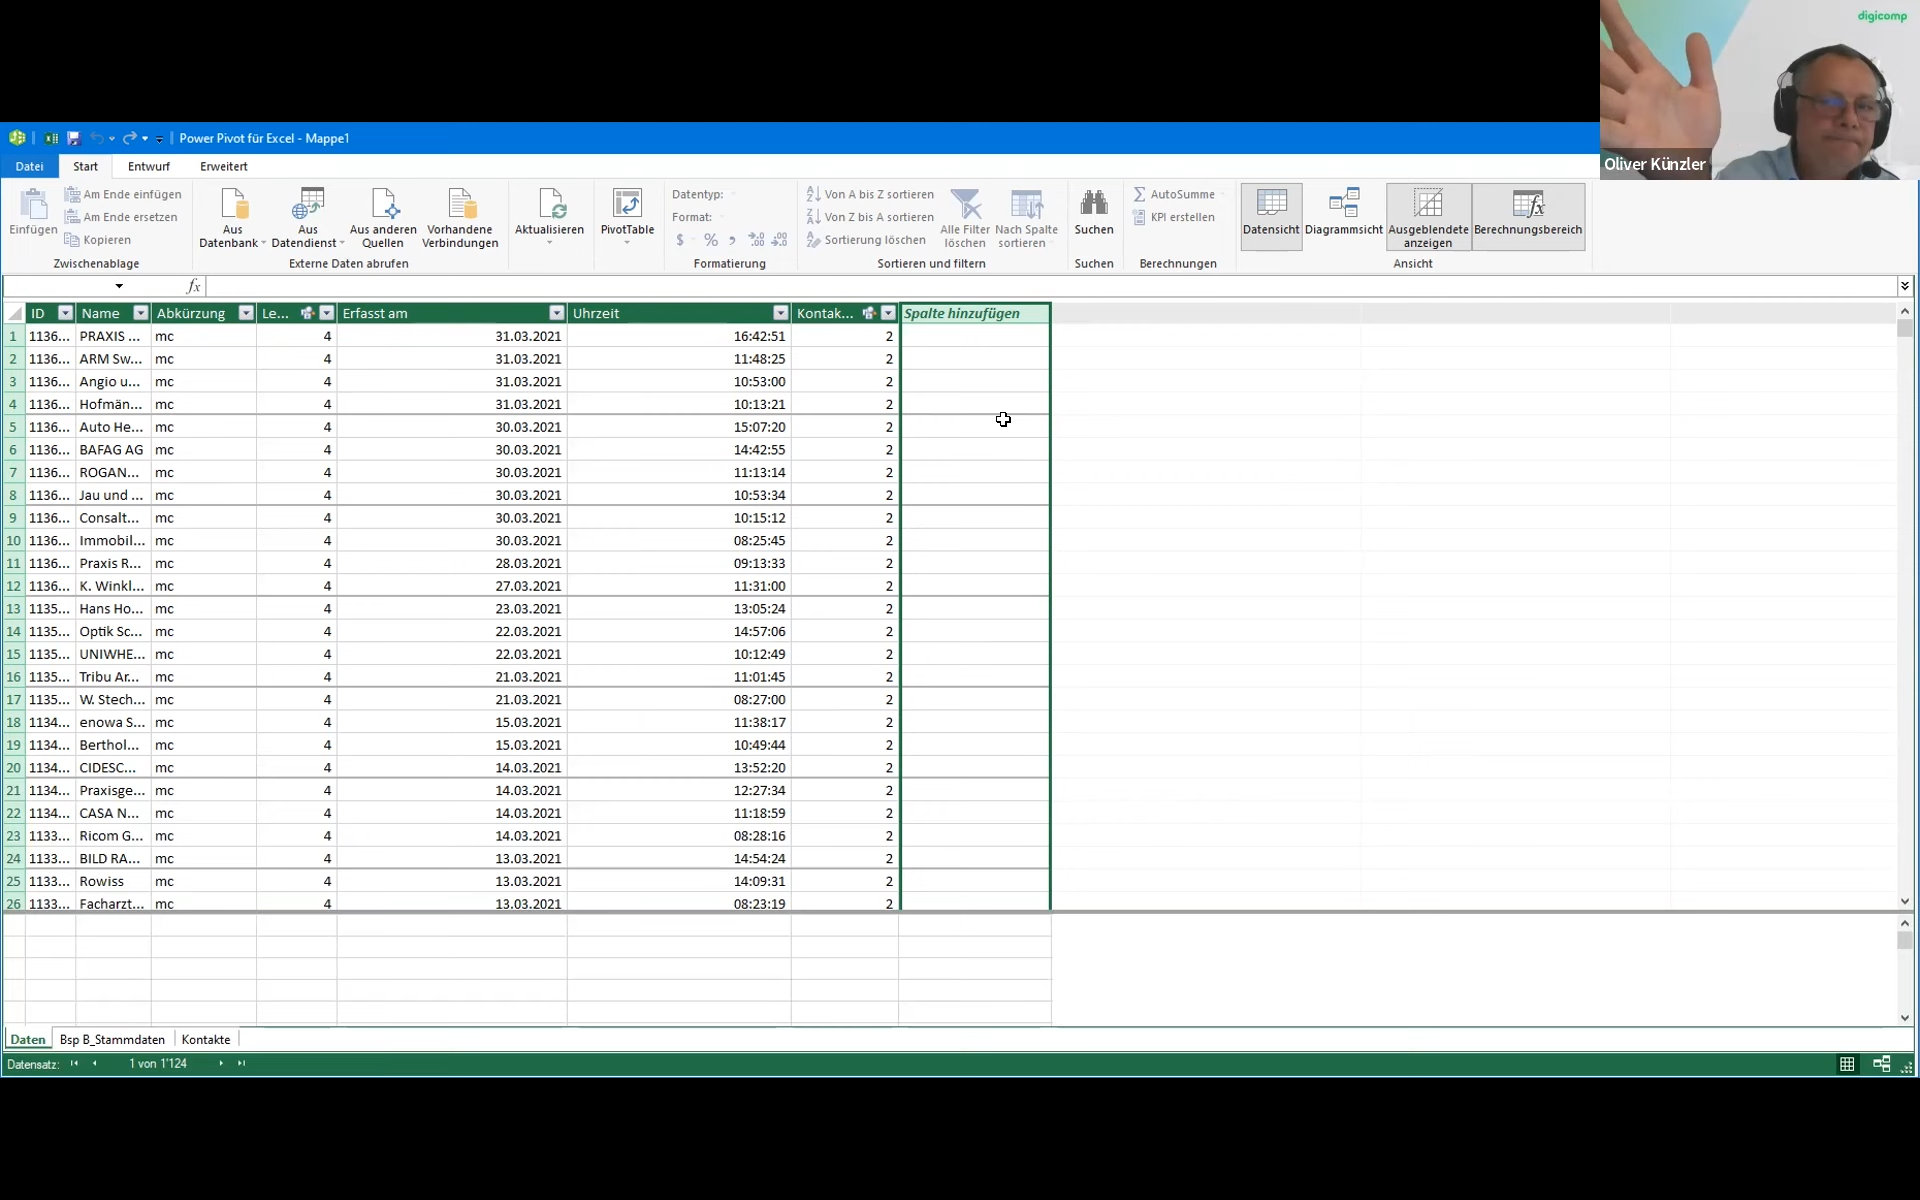 digicomp
Oliver Künzler
Power Pivot für Excel - Mappe1
Datei Start Entwurf Erweitert
Einfügen
Am Ende einfügen
Am Ende ersetzen
Kopieren
Zwischenablage
Aus Datenbank
Aus Datendienst
Aus anderen Quellen
Vorhandene Verbindungen
Externe Daten abrufen
Aktualisieren
PivotTable
Datentyp:
Format:
$ % ,
Formatierung
Von A bis Z sortieren
Von Z bis A sortieren
Sortierung löschen
Alle Filter löschen
Nach Spalte sortieren
Sortieren und filtern
Suchen
Suchen
AutoSumme
KPI erstellen
Berechnungen
Datensicht
Diagrammsicht
Ausgeblendete anzeigen
Berechnungsbereich
Ansicht
fx
ID Name Abkürzung Le... Erfasst am Uhrzeit Kontak... Spalte hinzufügen
1 1136... PRAXIS ... mc 4 31.03.2021 16:42:51 2
2 1136... ARM Sw... mc 4 31.03.2021 11:48:25 2
3 1136... Angio u... mc 4 31.03.2021 10:53:00 2
4 1136... Hofmän... mc 4 31.03.2021 10:13:21 2
5 1136... Auto He... mc 4 30.03.2021 15:07:20 2
6 1136... BAFAG AG mc 4 30.03.2021 14:42:55 2
7 1136... ROGAN... mc 4 30.03.2021 11:13:14 2
8 1136... Jau und ... mc 4 30.03.2021 10:53:34 2
9 1136... Consalt... mc 4 30.03.2021 10:15:12 2
10 1136... Immobil... mc 4 30.03.2021 08:25:45 2
11 1136... Praxis R... mc 4 28.03.2021 09:13:33 2
12 1136... K. Winkl... mc 4 27.03.2021 11:31:00 2
13 1135... Hans Ho... mc 4 23.03.2021 13:05:24 2
14 1135... Optik Sc... mc 4 22.03.2021 14:57:06 2
15 1135... UNIWHE... mc 4 22.03.2021 10:12:49 2
16 1135... Tribu Ar... mc 4 21.03.2021 11:01:45 2
17 1135... W. Stech... mc 4 21.03.2021 08:27:00 2
18 1134... enowa S... mc 4 15.03.2021 11:38:17 2
19 1134... Berthol... mc 4 15.03.2021 10:49:44 2
20 1134... CIDESC... mc 4 14.03.2021 13:52:20 2
21 1134... Praxisge... mc 4 14.03.2021 12:27:34 2
22 1134... CASA N... mc 4 14.03.2021 11:18:59 2
23 1133... Ricom G... mc 4 14.03.2021 08:28:16 2
24 1133... BILD RA... mc 4 13.03.2021 14:54:24 2
25 1133... Rowiss mc 4 13.03.2021 14:09:31 2
26 1133... Facharzt... mc 4 13.03.2021 08:23:19 2
Daten Bsp B_Stammdaten Kontakte
Datensatz: 1 von 1'124